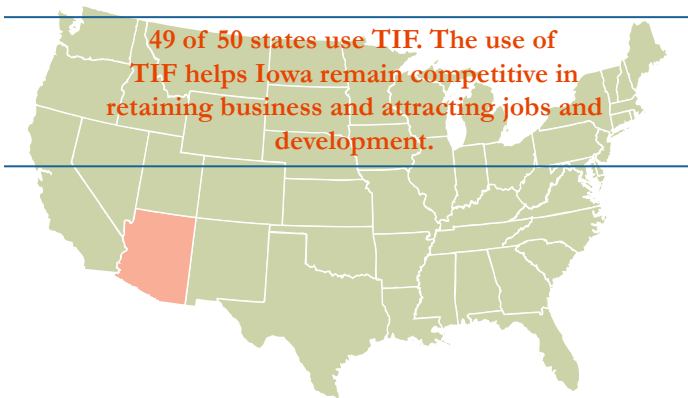 49 of 50 states use TIF. The use of
TIF helps Iowa remain competitive in
retaining business and attracting jobs and
development.